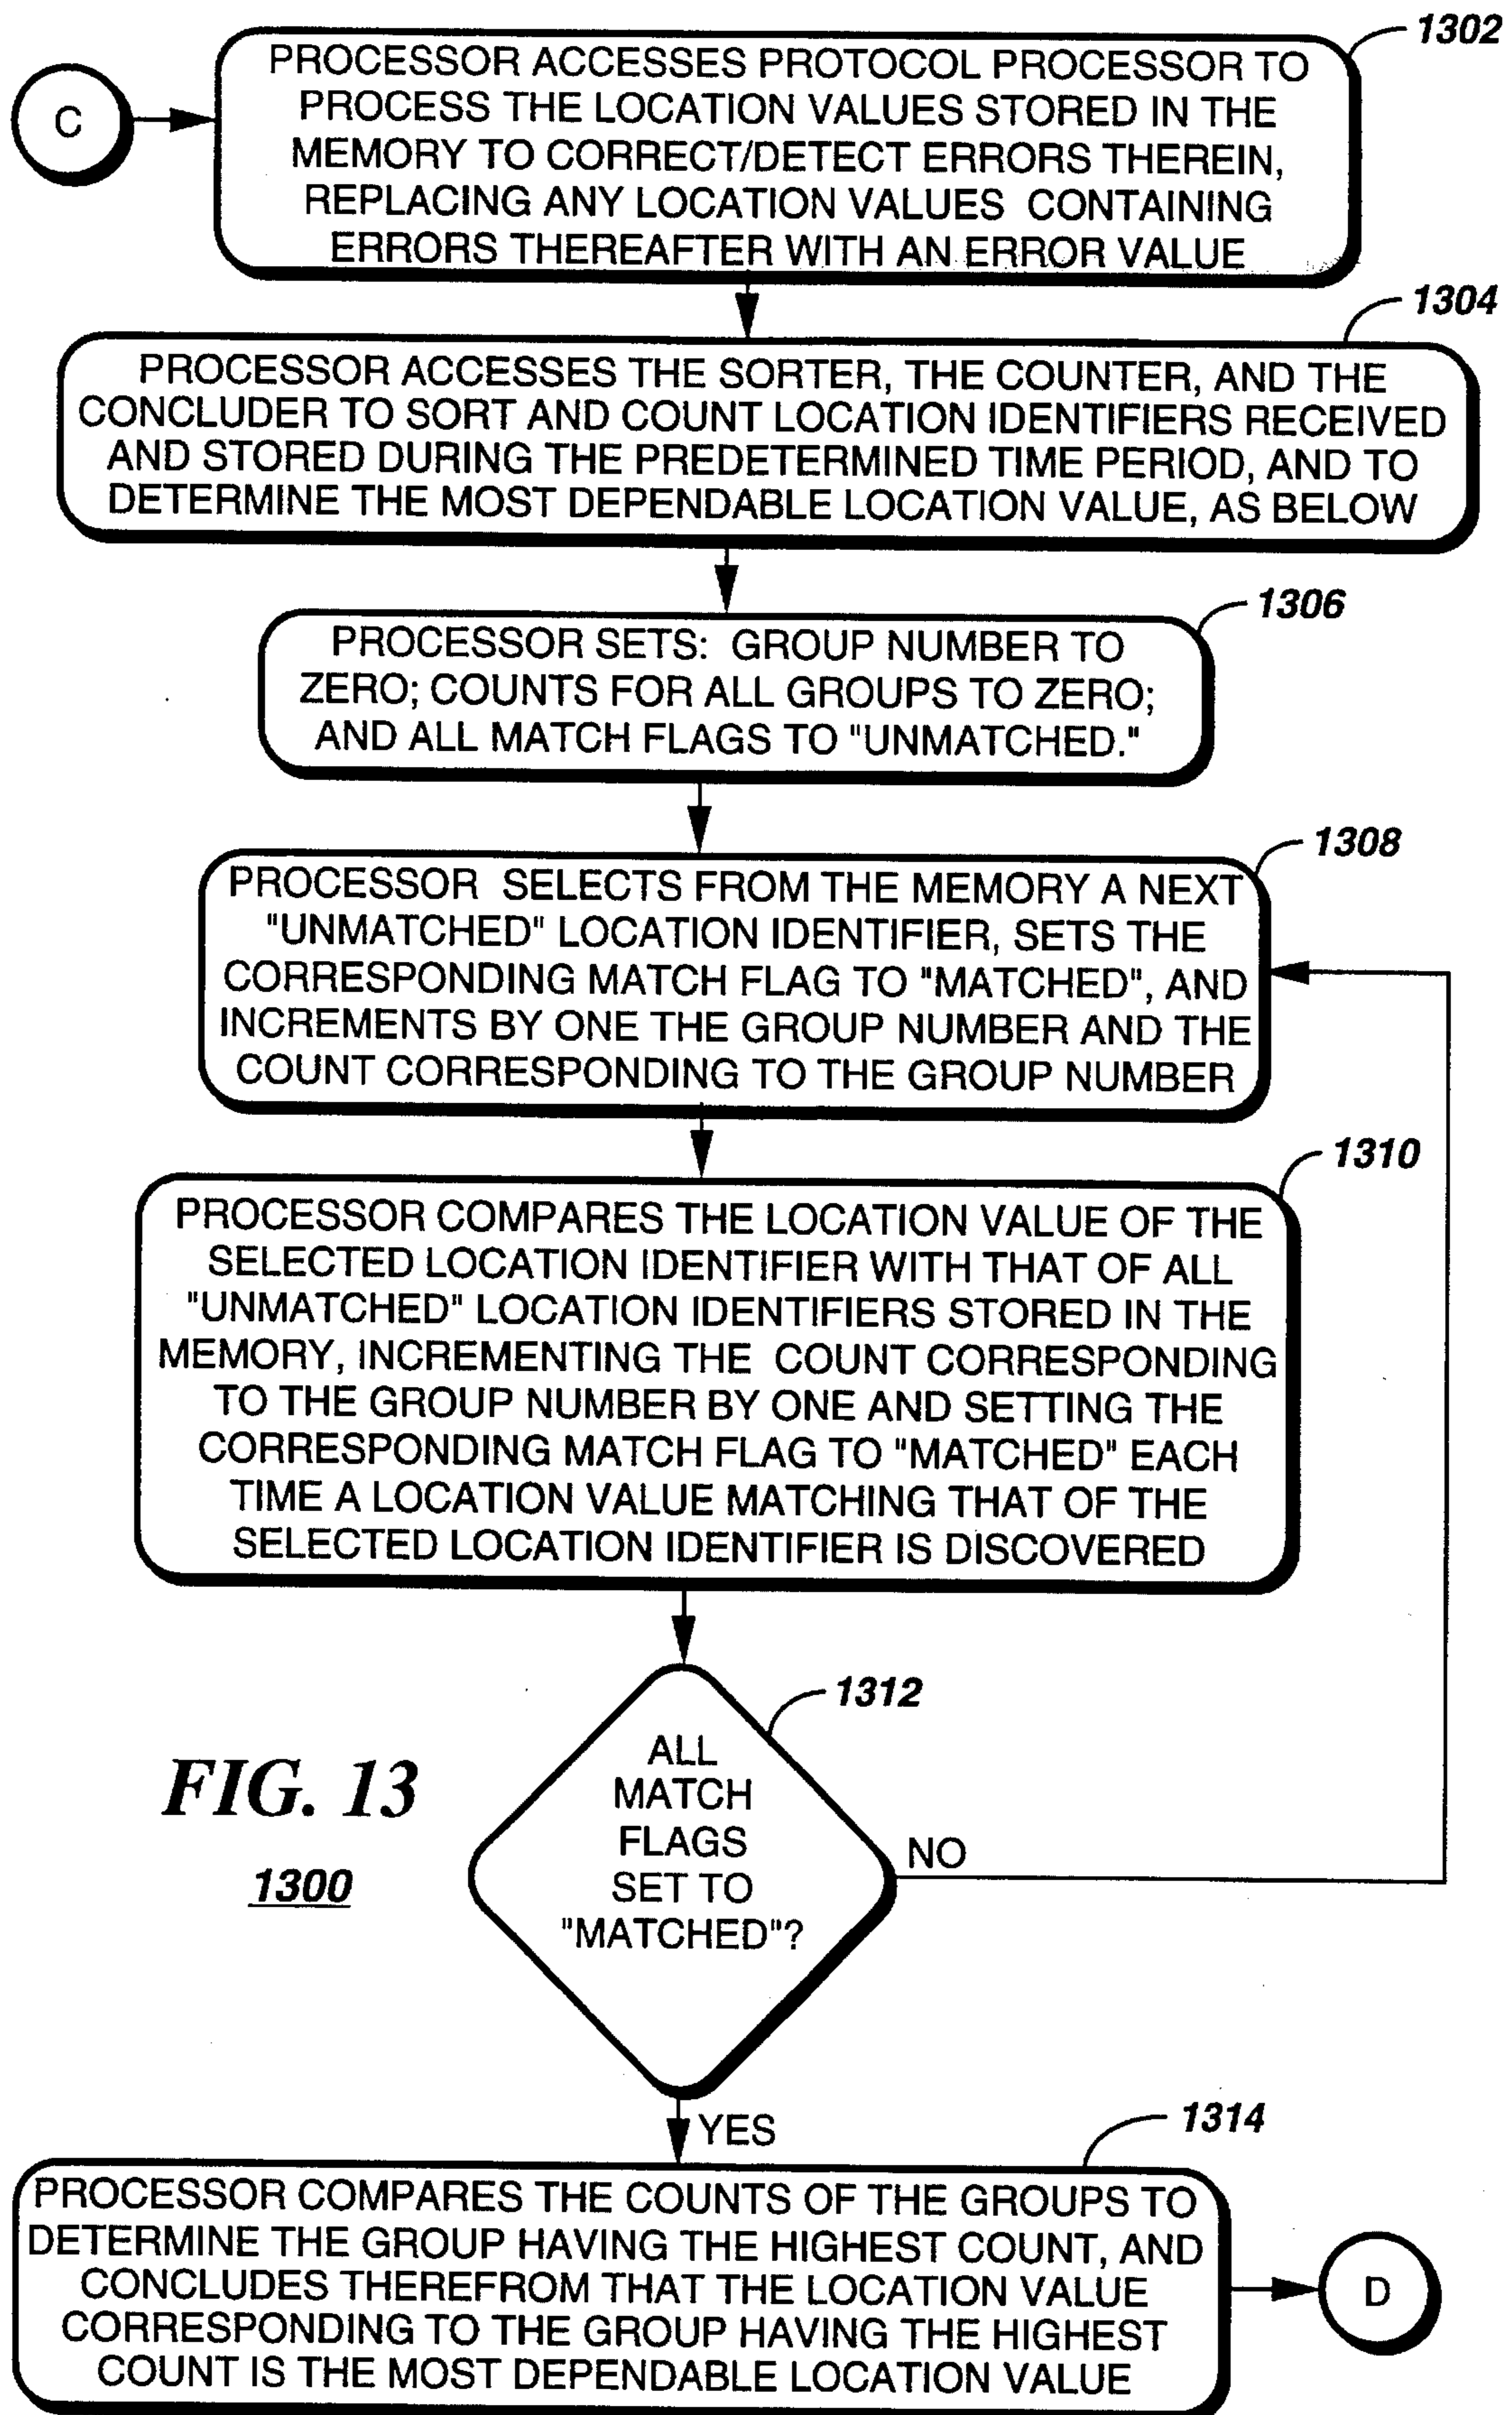 1302
C
PROCESSOR ACCESSES PROTOCOL PROCESSOR TO
PROCESS THE LOCATION VALUES STORED IN THE
MEMORY TO CORRECT/DETECT ERRORS THEREIN,
REPLACING ANY LOCATION VALUES CONTAINING
ERRORS THEREAFTER WITH AN ERROR VALUE
1304
PROCESSOR ACCESSES THE SORTER, THE COUNTER, AND THE
CONCLUDER TO SORT AND COUNT LOCATION IDENTIFIERS RECEIVED
AND STORED DURING THE PREDETERMINED TIME PERIOD, AND TO
DETERMINE THE MOST DEPENDABLE LOCATION VALUE, AS BELOW
1306
PROCESSOR SETS: GROUP NUMBER TO
ZERO; COUNTS FOR ALL GROUPS TO ZERO;
AND ALL MATCH FLAGS TO "UNMATCHED."
1308
PROCESSOR SELECTS FROM THE MEMORY A NEXT
"UNMATCHED" LOCATION IDENTIFIER, SETS THE
CORRESPONDING MATCH FLAG TO "MATCHED", AND
INCREMENTS BY ONE THE GROUP NUMBER AND THE
COUNT CORRESPONDING TO THE GROUP NUMBER
1310
PROCESSOR COMPARES THE LOCATION VALUE OF THE
SELECTED LOCATION IDENTIFIER WITH THAT OF ALL
"UNMATCHED" LOCATION IDENTIFIERS STORED IN THE
MEMORY, INCREMENTING THE COUNT CORRESPONDING
TO THE GROUP NUMBER BY ONE AND SETTING THE
CORRESPONDING MATCH FLAG TO "MATCHED" EACH
TIME A LOCATION VALUE MATCHING THAT OF THE
SELECTED LOCATION IDENTIFIER IS DISCOVERED
1312
ALL
MATCH
FLAGS
SET TO
"MATCHED"?
NO
FIG. 13
1300
YES
1314
PROCESSOR COMPARES THE COUNTS OF THE GROUPS TO
DETERMINE THE GROUP HAVING THE HIGHEST COUNT, AND
CONCLUDES THEREFROM THAT THE LOCATION VALUE
CORRESPONDING TO THE GROUP HAVING THE HIGHEST
COUNT IS THE MOST DEPENDABLE LOCATION VALUE
D